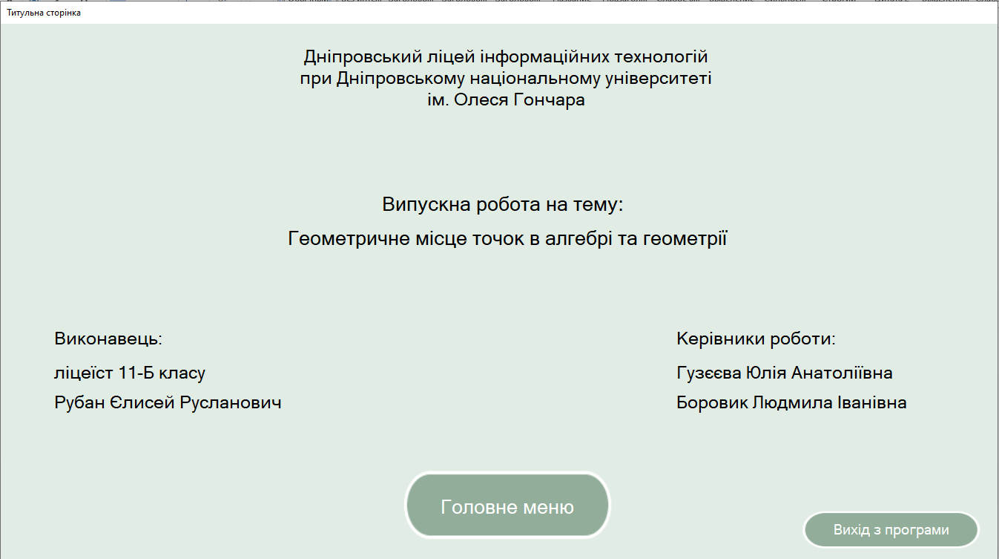 Титульна сторінка
Дніпровський ліцей інформаційних технологій
при Дніпровському національному університеті
ім. Олеся Гончара
Випускна робота на тему:
Геометричне місце точок в алгебрі та геометрії
Виконавець:
ліцеїст 11-Б класу
Рубан Єлисей Русланович
Керівники роботи:
Гузєєва Юлія Анатоліївна
Боровик Людмила Іванівна
Головне меню
Вихід з програми